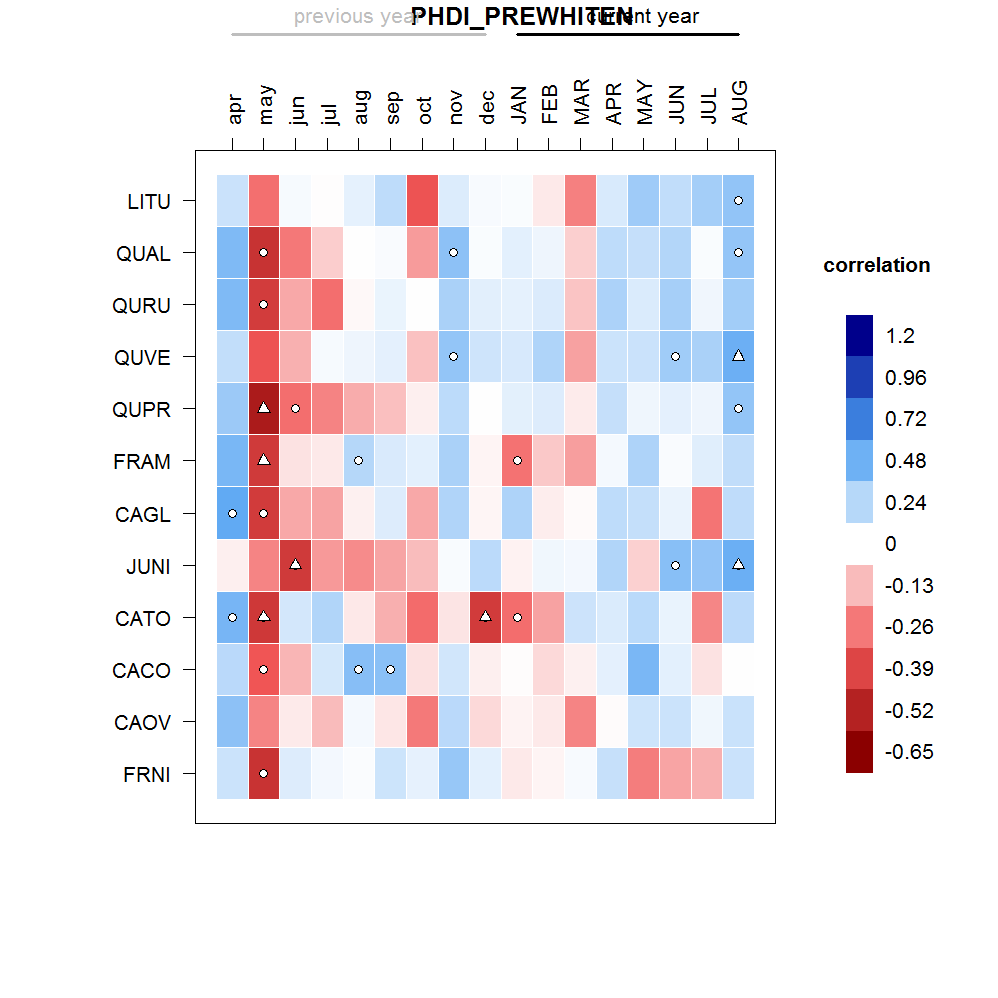 previous year
PHDI_PREWHITEN
current year
apr may jun jul aug sep oct nov dec JAN FEB MAR APR MAY JUN JUL AUG
LITU
QUAL
QURU
QUVE
QUPR
FRAM
CAGL
JUNI
CATO
CACO
CAOV
FRNI
correlation
1.2
0.96
0.72
0.48
0.24
0
-0.13
-0.26
-0.39
-0.52
-0.65